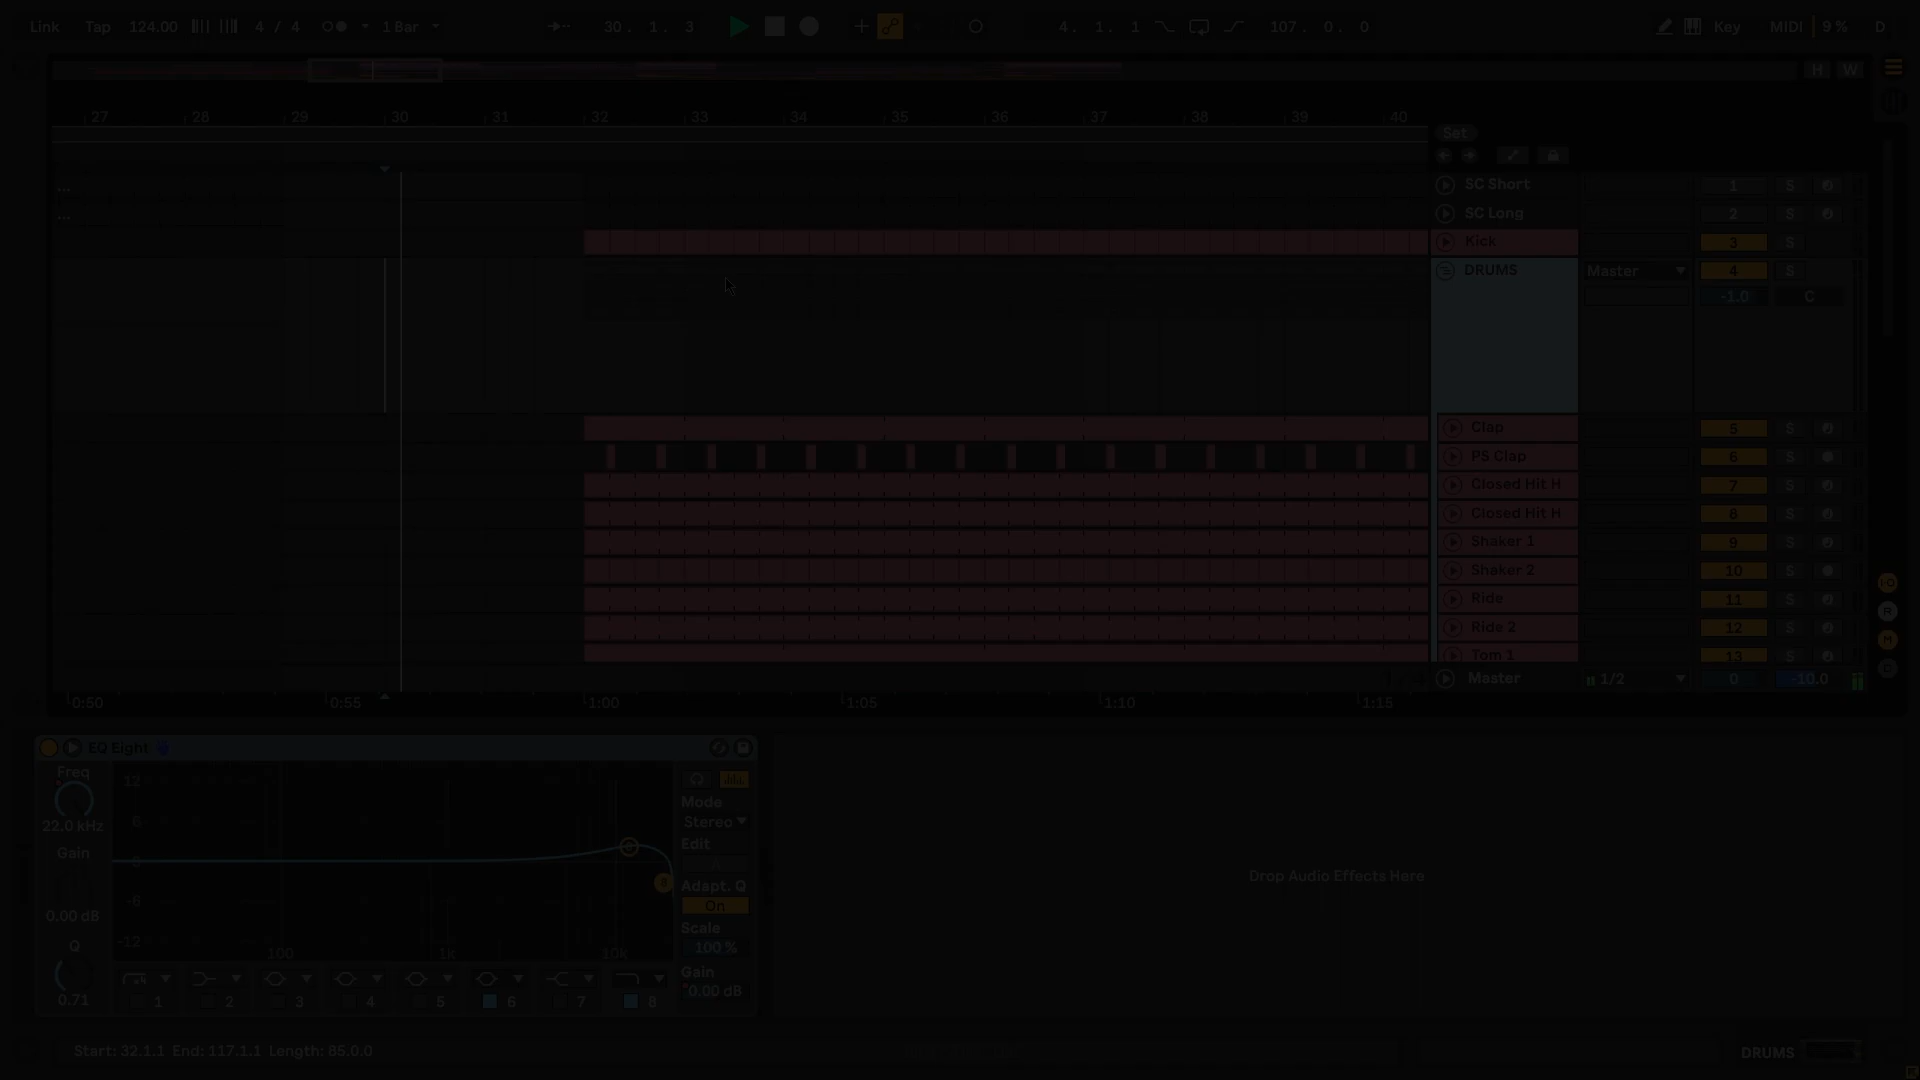 Link Tap 124.00 4 / 4 1 Bar 30. 1. 3 4. 1. 1 107. 0. 0 Key MIDI 9 % D
H W
27 28 29 30 31 32 33 34 35 36 37 38 39 40
Set
... SC Short 1 S
... SC Long 2 S
Kick 3 S
DRUMS Master 4 S
-1.0 C
Clap 5 S
PS Clap 6 S
Closed Hit H 7 S
Closed Hit H 8 S
Shaker 1 9 S
Shaker 2 10 S
Ride 11 S
Ride 2 12 S
Tom 1 13 S
Master 1/2 0 -10.0
0:50 0:55 1:00 1:05 1:10 1:15
EQ Eight
Freq
22.0 kHz
Gain
0.00 dB
Q
0.71
12
6
0
-6
-12
100 1k 10k
Mode
Stereo
Edit
A
Adapt. Q
On
Scale
100 %
Gain
0.00 dB
x4
1 2 3 4 5 6 7 8
Drop Audio Effects Here
I-O
R
M
D
Start: 32.1.1 End: 117.1.1 Length: 85.0.0
DRUMS